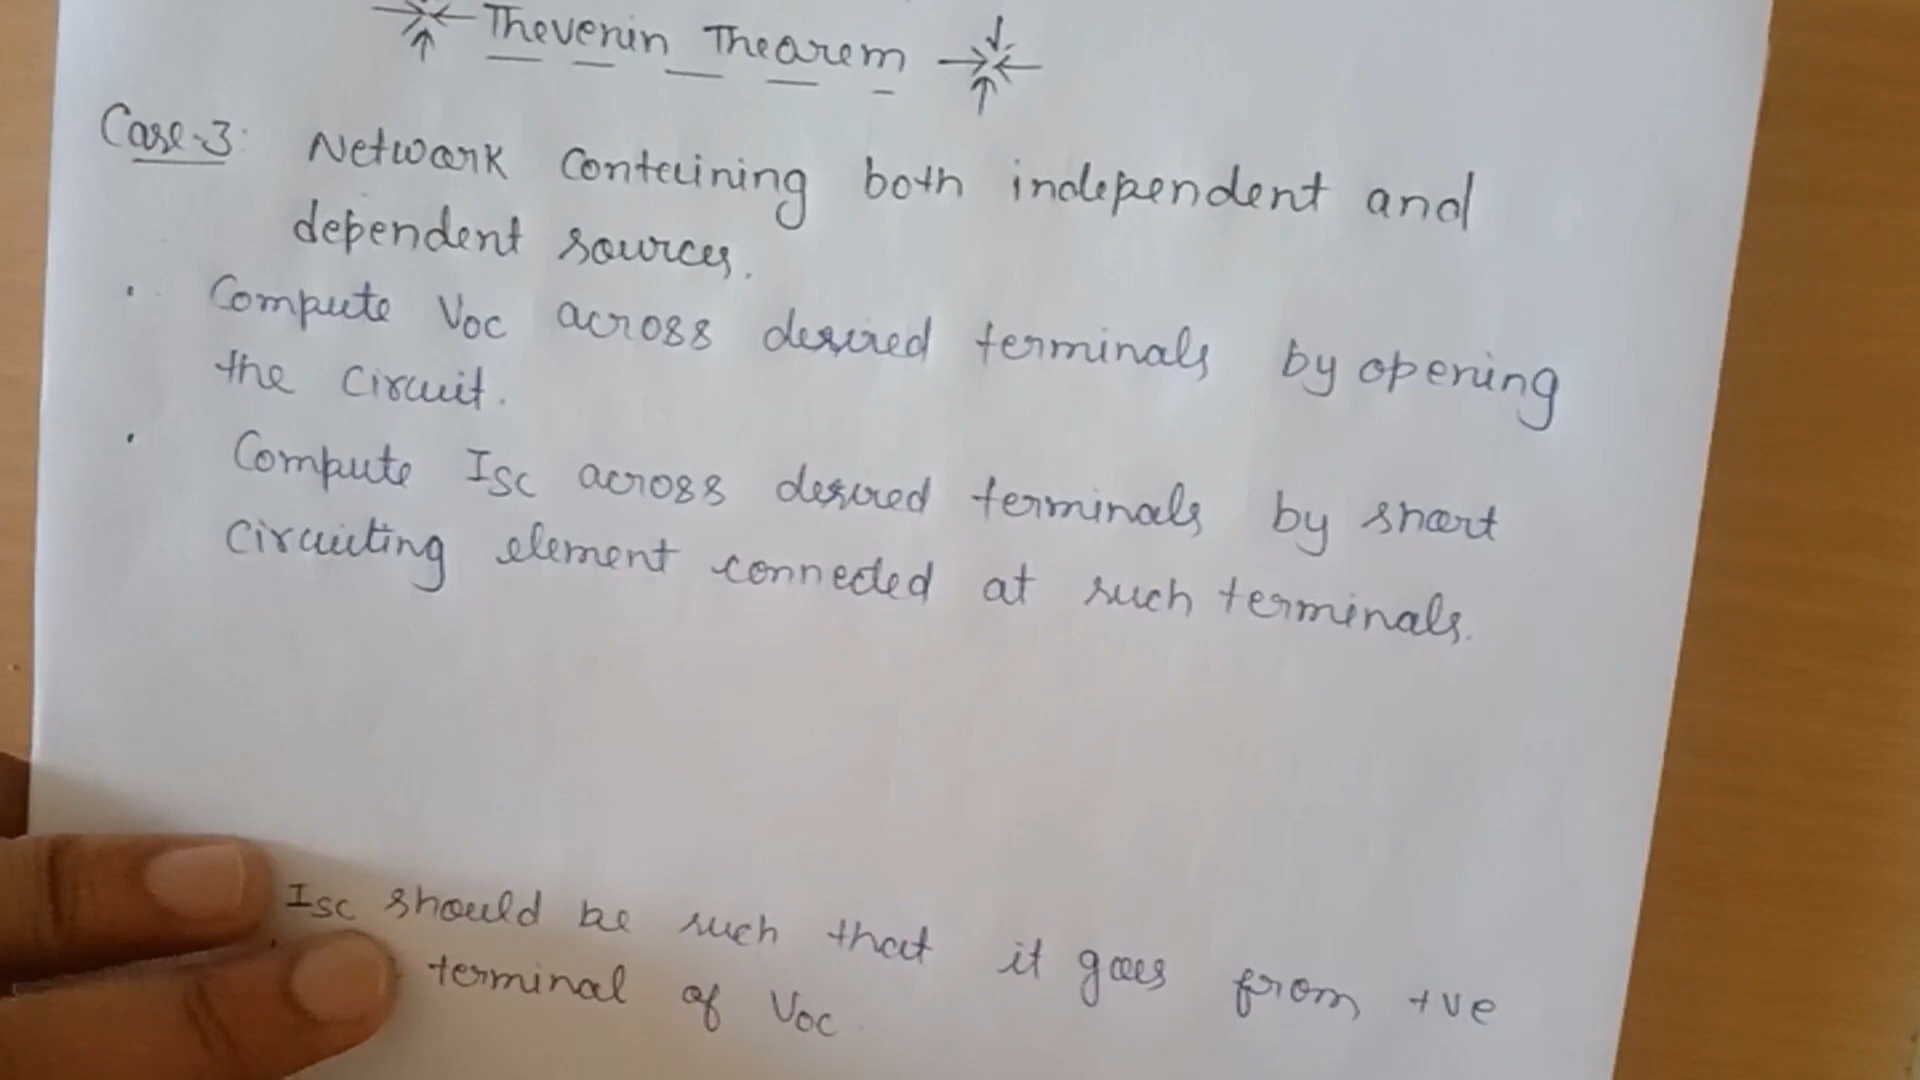 Thevenin Thearem
Case-3: Network Containing both independent and
dependent sources.
· Compute Voc across desired terminals by opening
the circuit.
· Compute Isc across desired terminals by short
circuiting element connected at such terminals.
Isc should be such that it goes from +ve
terminal of Voc